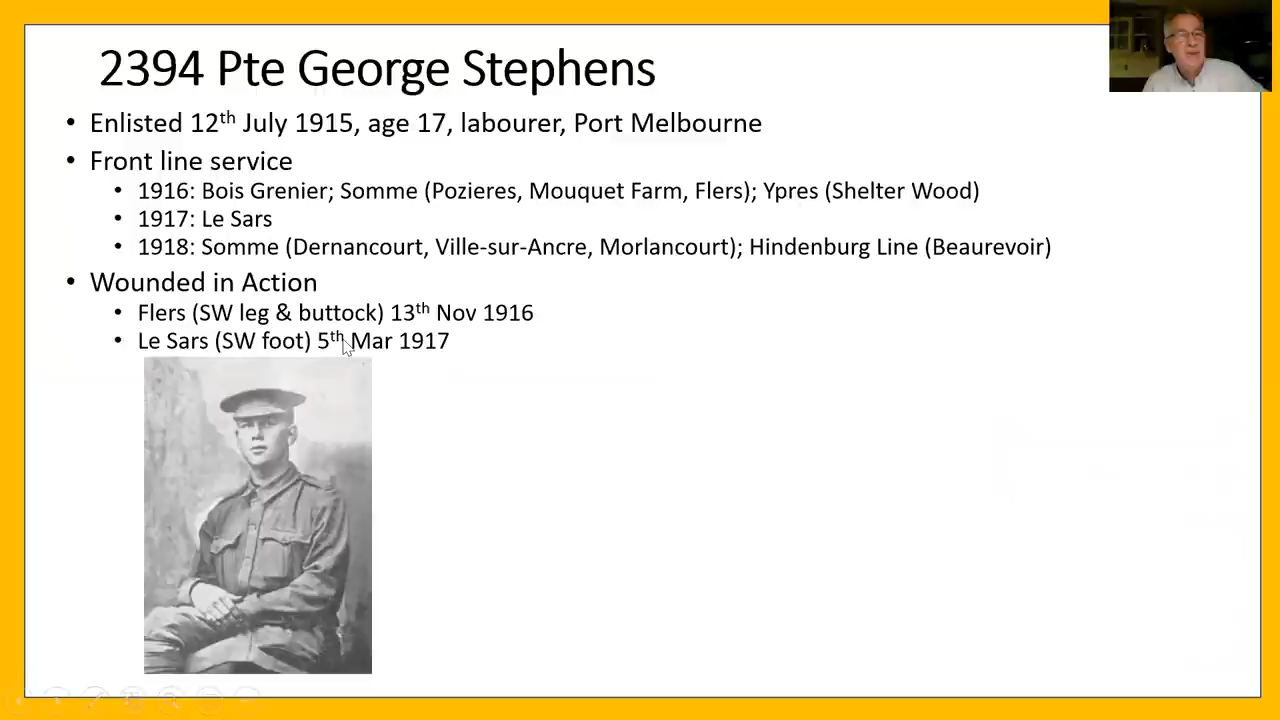 2394 Pte George Stephens
• Enlisted 12th July 1915, age 17, labourer, Port Melbourne
• Front line service
• 1916: Bois Grenier; Somme (Pozieres, Mouquet Farm, Flers); Ypres (Shelter Wood)
• 1917: Le Sars
• 1918: Somme (Dernancourt, Ville-sur-Ancre, Morlancourt); Hindenburg Line (Beaurevoir)
• Wounded in Action
• Flers (SW leg & buttock) 13th Nov 1916
• Le Sars (SW foot) 5th Mar 1917